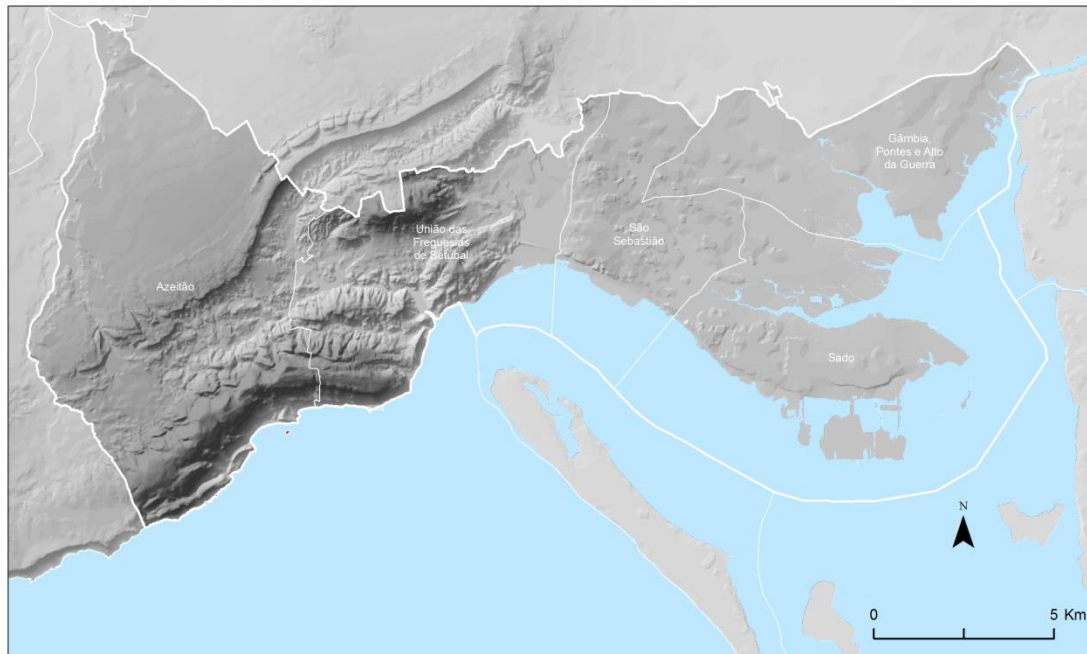 Gâmbia,
Pontes e Alto
da Guerra
União das
Freguesias
de Setúbal
São
Sebastião
Azeitão
Sado
N
0 5 Km